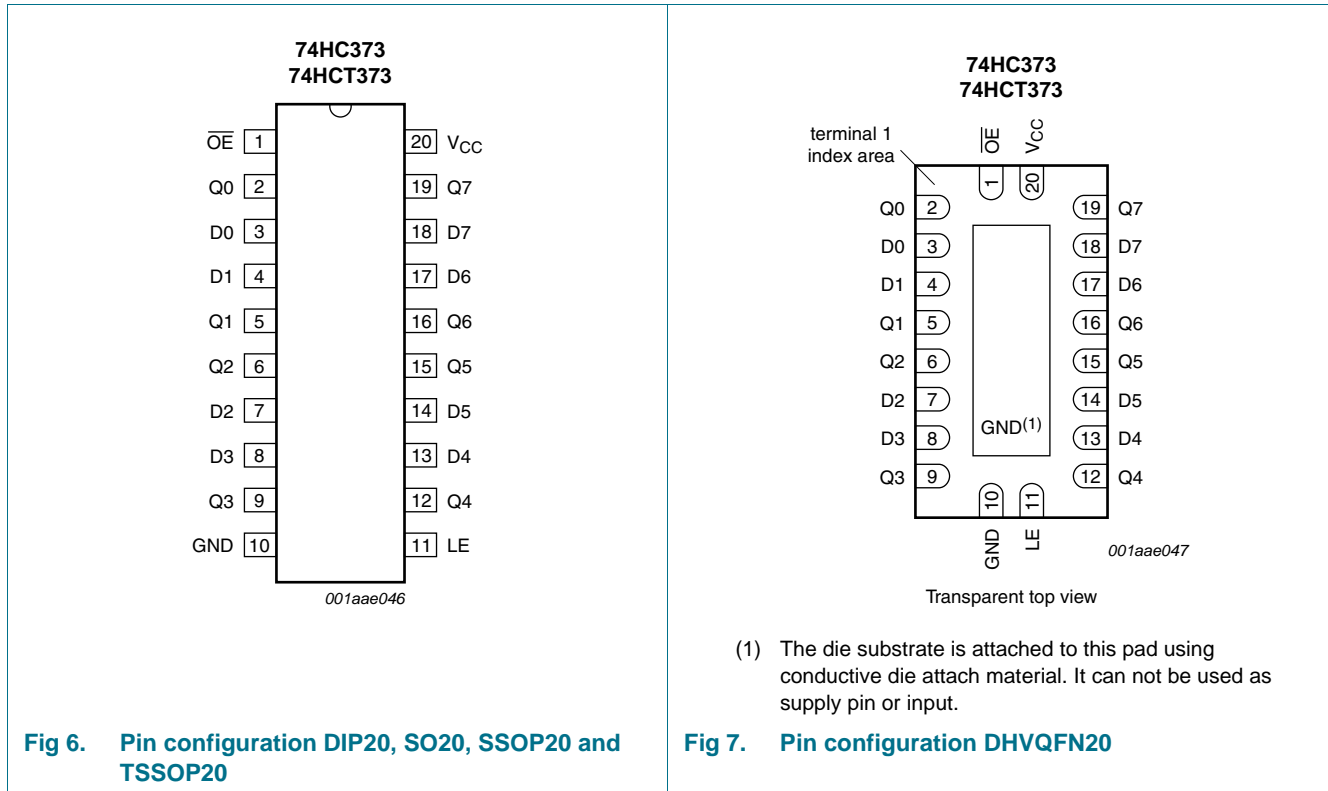 74HC373
74HCT373
OE 1
20 VCC
Q0 2
19 Q7
D0 3
18 D7
D1 4
17 D6
Q1 5
16 Q6
Q2 6
15 Q5
D2 7
14 D5
D3 8
13 D4
Q3 9
12 Q4
GND 10
11 LE
001aae046
Fig 6. Pin configuration DIP20, SO20, SSOP20 and
TSSOP20
74HC373
74HCT373
terminal 1
index area
OE
VCC
1
20
Q0 2
19 Q7
D0 3
18 D7
D1 4
17 D6
Q1 5
16 Q6
Q2 6
15 Q5
D2 7
14 D5
D3 8
GND(1)
13 D4
Q3 9
12 Q4
10
11
GND
LE
001aae047
Transparent top view
(1) The die substrate is attached to this pad using
conductive die attach material. It can not be used as
supply pin or input.
Fig 7. Pin configuration DHVQFN20